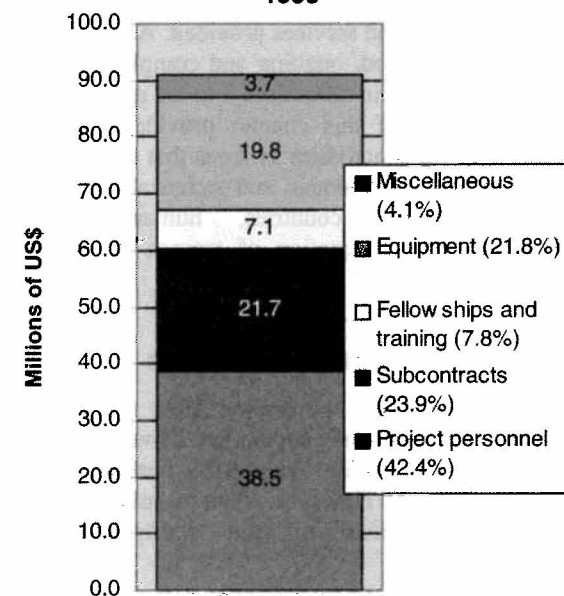 100.0
90.0
80.0
70.0
60.0
50.0
40.0
30.0
20.0
10.0
0.0
Millions of US$
3.7
19.8
7.1
21.7
38.5
Miscellaneous
(4.1%)
Equipment (21.8%)
Fellow ships and
training (7.8%)
Subcontracts
(23.9%)
Project personnel
(42.4%)